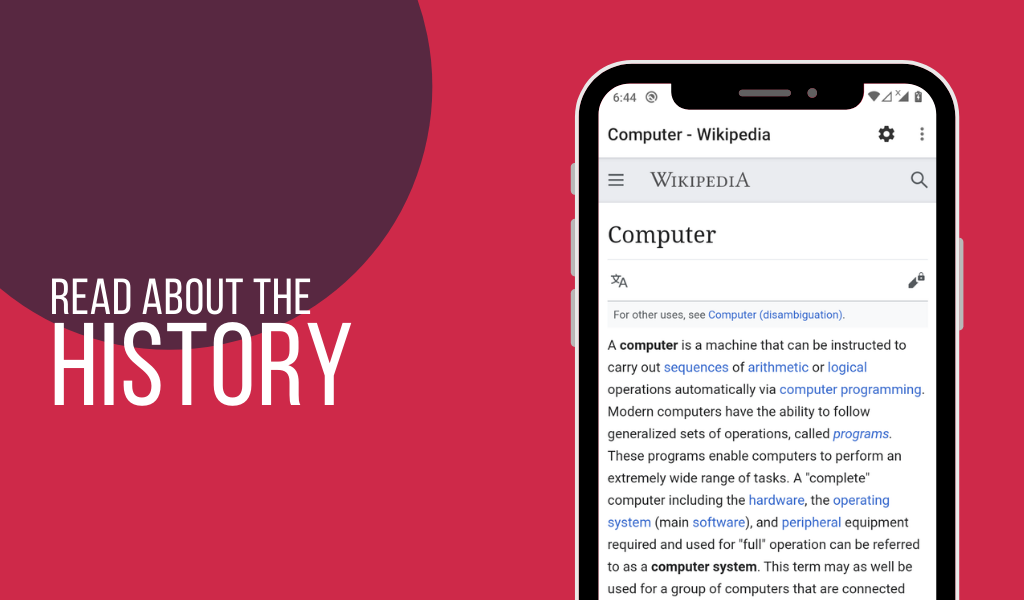 READ ABOUT THE
HISTORY
6:44
Computer - Wikipedia
WIKIPEDIA
Computer
For other uses, see Computer (disambiguation).
A computer is a machine that can be instructed to
carry out sequences of arithmetic or logical
operations automatically via computer programming.
Modern computers have the ability to follow
generalized sets of operations, called programs.
These programs enable computers to perform an
extremely wide range of tasks. A "complete"
computer including the hardware, the operating
system (main software), and peripheral equipment
required and used for "full" operation can be referred
to as a computer system. This term may as well be
used for a group of computers that are connected